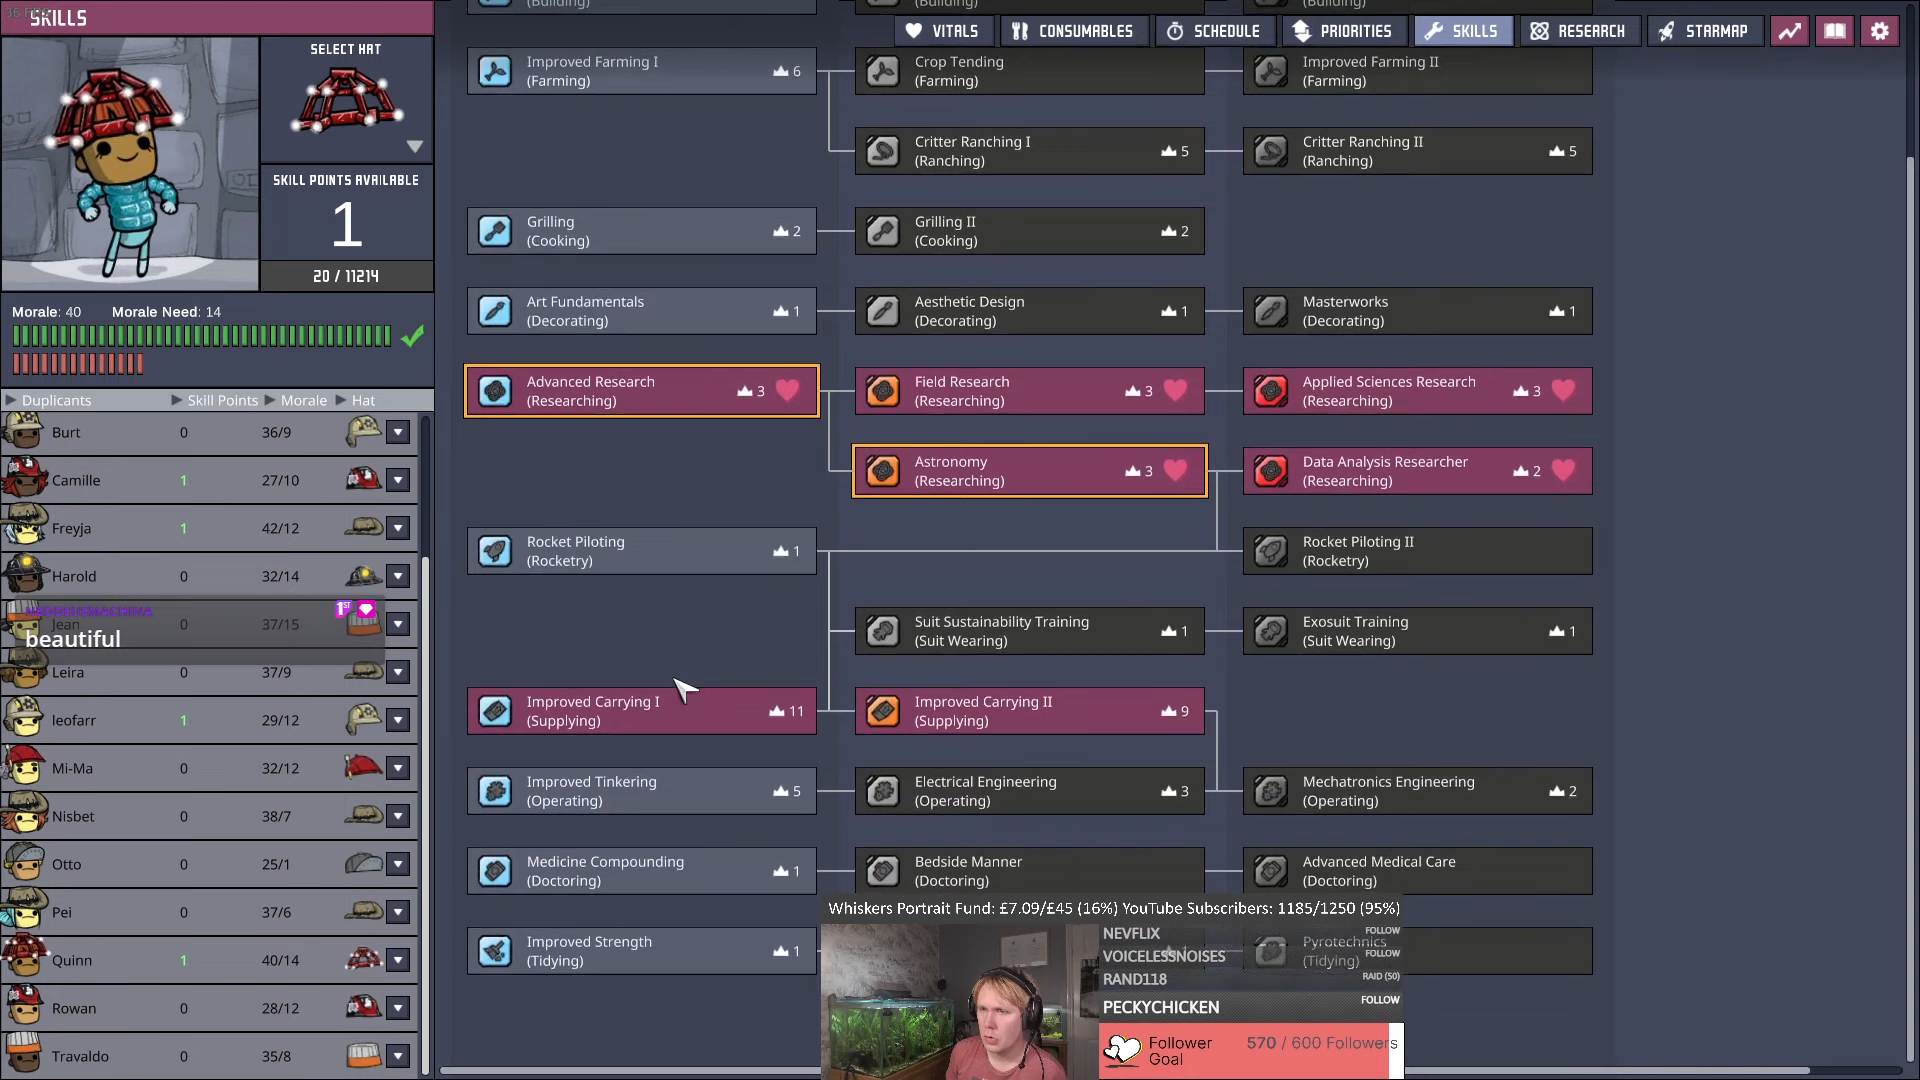 36 FPS
SKILLS
VITALS
CONSUMABLES
SCHEDULE
PRIORITIES
SKILLS
RESEARCH
STARMAP
SELECT HAT
SKILL POINTS AVAILABLE
1
20 / 11214
Morale: 40 Morale Need: 14
Duplicants Skill Points Morale Hat
Burt 0 36/9
Camille 1 27/10
Freyja 1 42/12
Harold 0 32/14
1ST
Jean 0 37/15
beautiful
Leira 0 37/9
leofarr 1 29/12
Mi-Ma 0 32/12
Nisbet 0 38/7
Otto 0 25/1
Pei 0 37/6
Quinn 1 40/14
Rowan 0 28/12
Travaldo 0 35/8
(Building)
(Building)
(Building)
Improved Farming I
(Farming)
6
Crop Tending
(Farming)
Improved Farming II
(Farming)
Critter Ranching I
(Ranching)
5
Critter Ranching II
(Ranching)
5
Grilling
(Cooking)
2
Grilling II
(Cooking)
2
Art Fundamentals
(Decorating)
1
Aesthetic Design
(Decorating)
1
Masterworks
(Decorating)
1
Advanced Research
(Researching)
3
Field Research
(Researching)
3
Applied Sciences Research
(Researching)
3
Astronomy
(Researching)
3
Data Analysis Researcher
(Researching)
2
Rocket Piloting
(Rocketry)
1
Rocket Piloting II
(Rocketry)
Suit Sustainability Training
(Suit Wearing)
1
Exosuit Training
(Suit Wearing)
1
Improved Carrying I
(Supplying)
11
Improved Carrying II
(Supplying)
9
Improved Tinkering
(Operating)
5
Electrical Engineering
(Operating)
3
Mechatronics Engineering
(Operating)
2
Medicine Compounding
(Doctoring)
1
Bedside Manner
(Doctoring)
Advanced Medical Care
(Doctoring)
Improved Strength
(Tidying)
1
Pyrotechnics
(Tidying)
Whiskers Portrait Fund: £7.09/£45 (16%) YouTube Subscribers: 1185/1250 (95%)
NEVFLIX FOLLOW
VOICELESSNOISES FOLLOW
RAND118 RAID (50)
PECKYCHICKEN FOLLOW
Follower
Goal
570 / 600 Followers